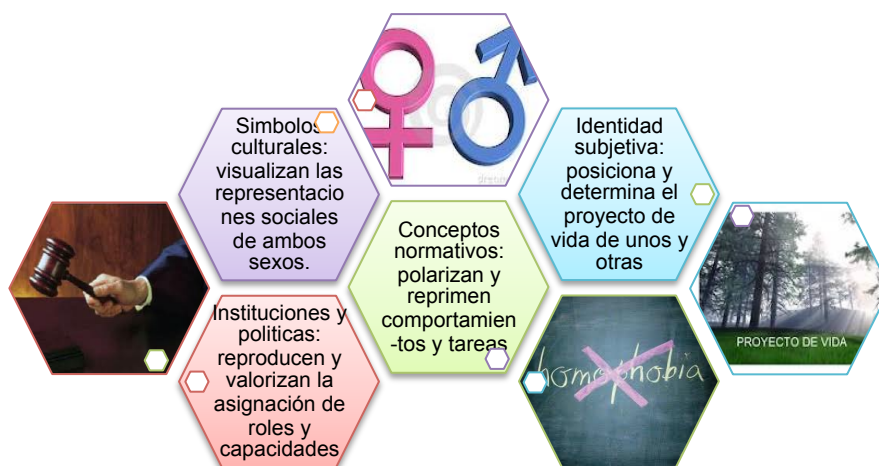 Simbolos
culturales:
visualizan las
representacio
nes sociales
de ambos
sexos.
Identidad
subjetiva:
posiciona y
determina el
proyecto de
vida de unos y
otras
Conceptos
normativos:
polarizan y
reprimen
comportamien
-tos y tareas
Instituciones y
politicas:
reproducen y
valorizan la
asignación de
roles y
capacidades
homophobia
PROYECTO DE VIDA